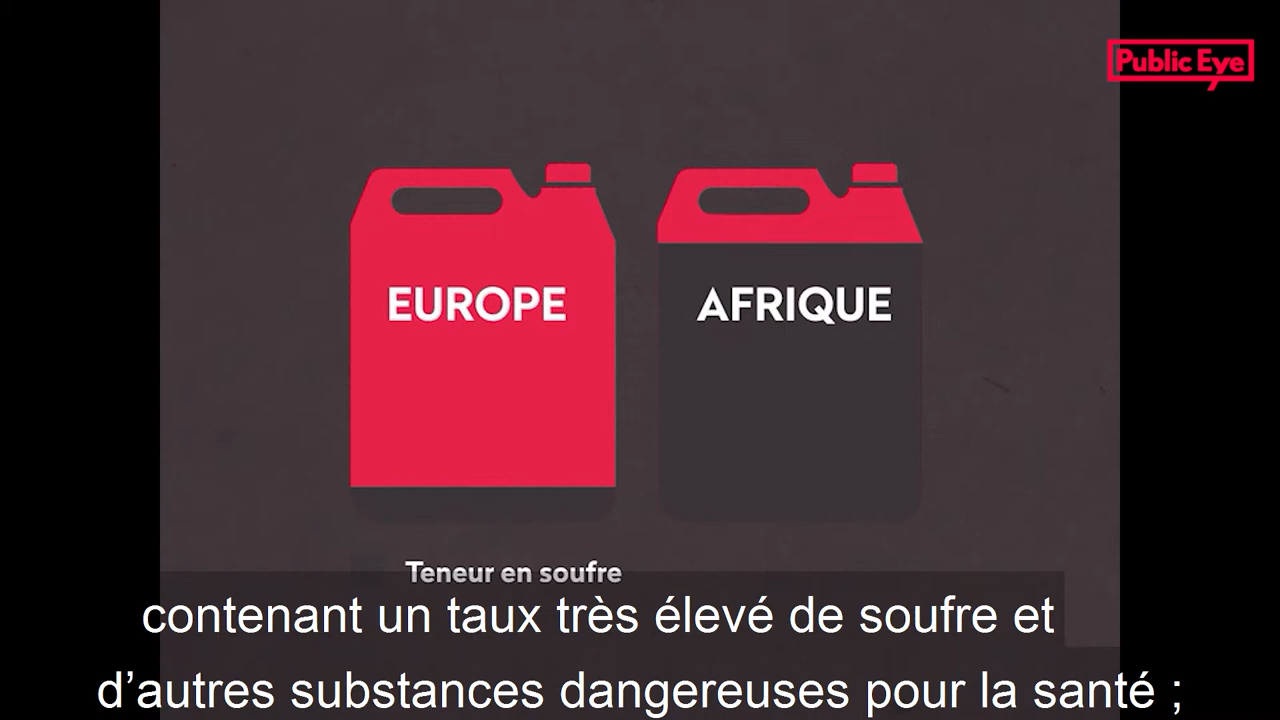 Public Eye
EUROPE
AFRIQUE
Teneur en soufre
contenant un taux très élevé de soufre et
d’autres substances dangereuses pour la santé ;